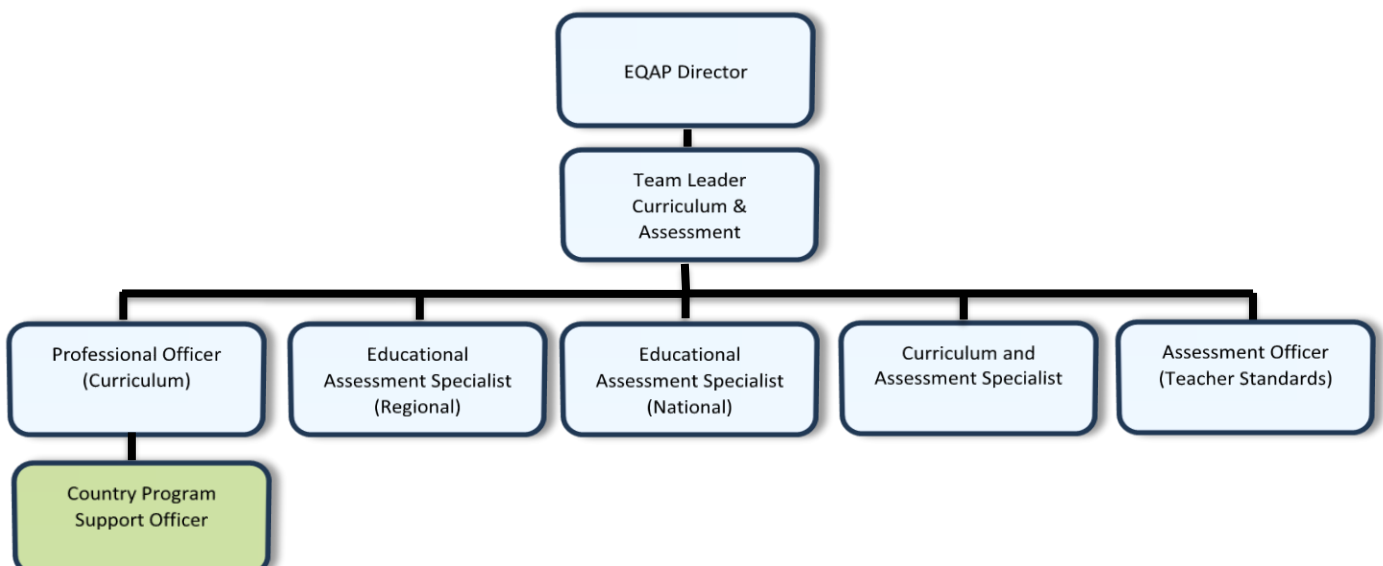 EQAP Director
Team Leader
Curriculum &
Assessment
Professional Officer
(Curriculum)
Educational
Assessment Specialist
(Regional)
Educational
Assessment Specialist
(National)
Curriculum and
Assessment Specialist
Assessment Officer
(Teacher Standards)
Country Program
Support Officer